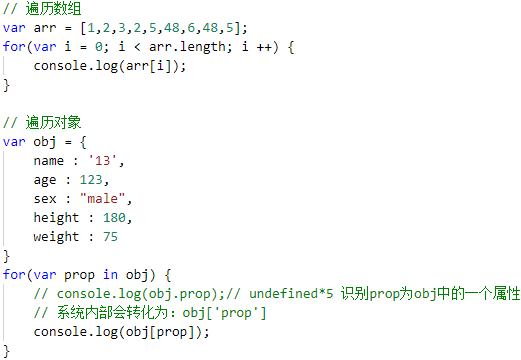 // 遍历数组
var arr = [1,2,3,2,5,48,6,48,5];
for(var i = 0; i < arr.length; i ++) {
    console.log(arr[i]);
}

// 遍历对象
var obj = {
    name : '13',
    age : 123,
    sex : "male",
    height : 180,
    weight : 75
}
for(var prop in obj) {
    // console.log(obj.prop);// undefined*5 识别prop为obj中的一个属性
    // 系统内部会转化为：obj['prop']
    console.log(obj[prop]);
}